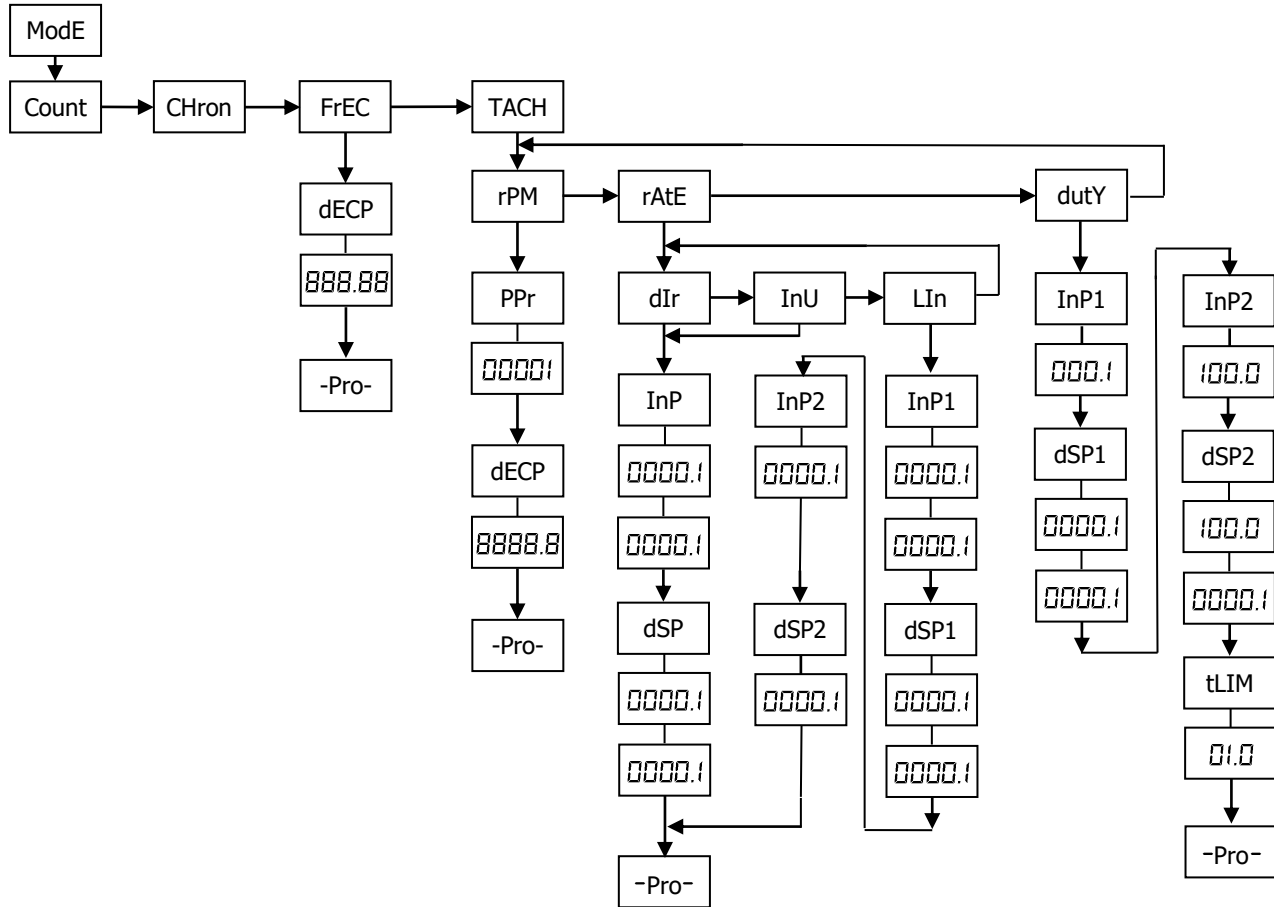 ModE
Count
CHron
FrEC
TACH
dECP
888.88
-Pro-
rPM
rAtE
dutY
PPr
00001
dECP
8888.8
-Pro-
dIr
InU
LIn
InP
0000.1
0000.1
dSP
0000.1
0000.1
-Pro-
InP2
0000.1
dSP2
0000.1
InP1
0000.1
0000.1
dSP1
0000.1
0000.1
InP1
000.1
dSP1
0000.1
0000.1
InP2
100.0
dSP2
100.0
0000.1
tLIM
01.0
-Pro-